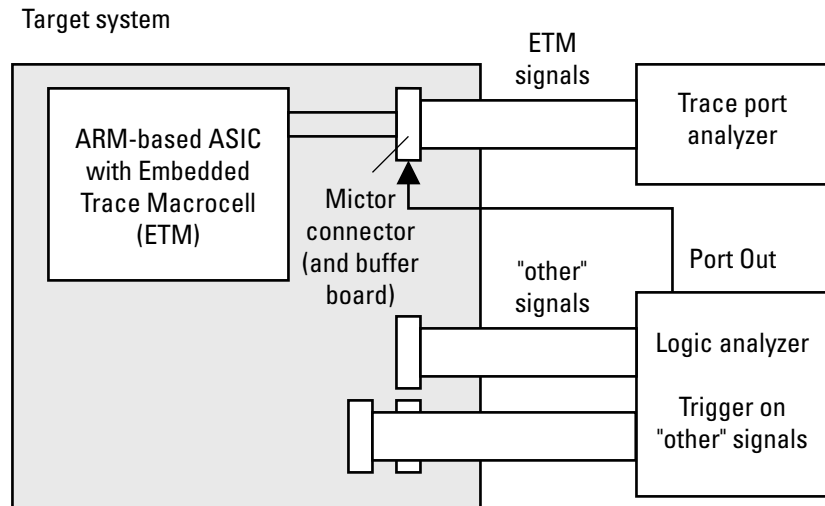 Target system
ETM
signals
ARM-based ASIC
with Embedded
Trace Macrocell
(ETM)
Trace port
analyzer
Mictor
connector
(and buffer
board)
"other"
signals
Port Out
Logic analyzer
Trigger on
"other" signals